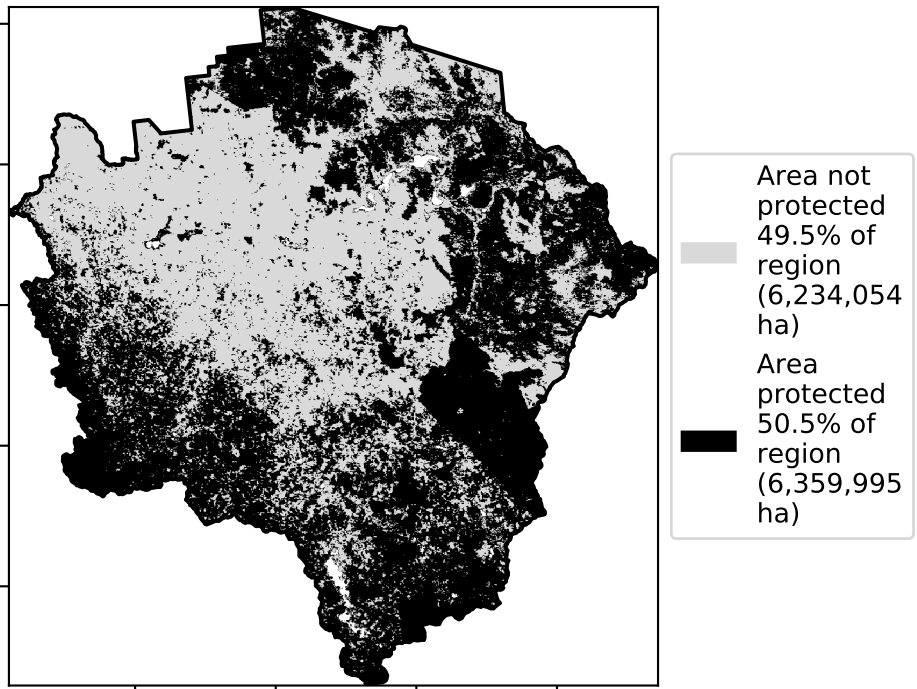 Area not
protected
49.5% of
region
(6,234,054
ha)
Area
protected
50.5% of
region
(6,359,995
ha)